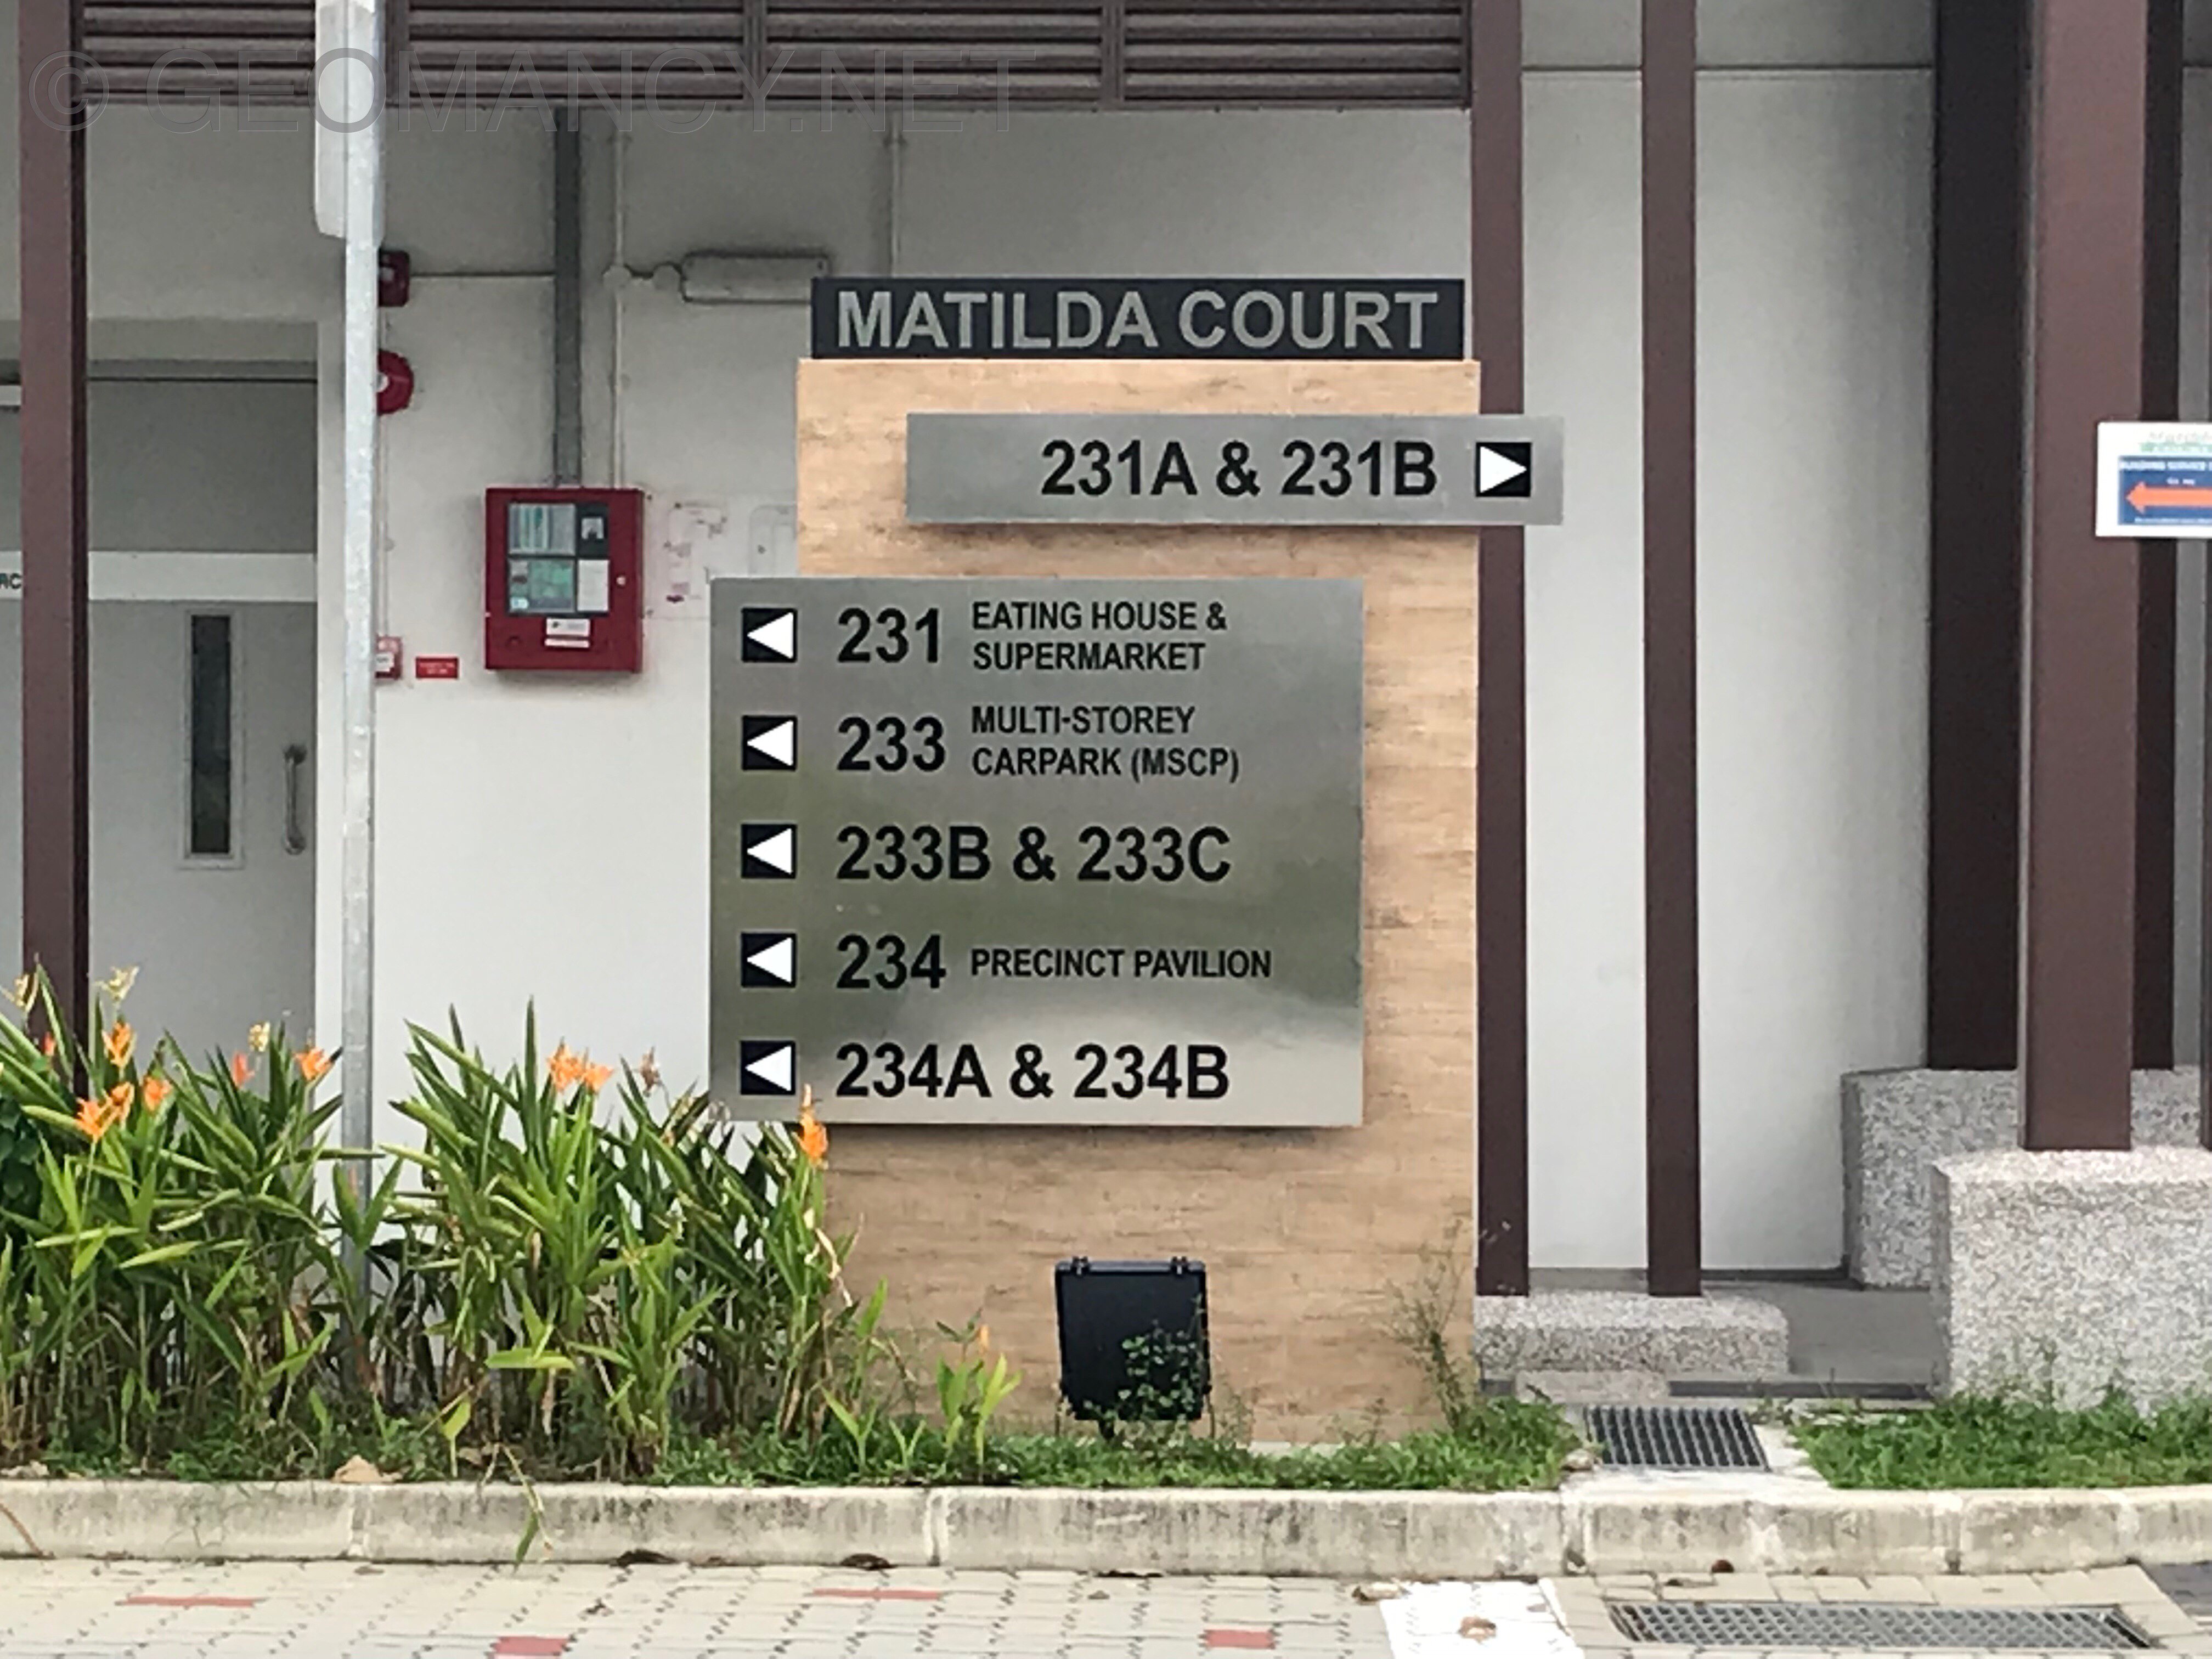 © GEOMANCY.NET
MATILDA COURT
231A & 231B
231 EATING HOUSE &
SUPERMARKET
233 MULTI-STOREY
CARPARK (MSCP)
233B & 233C
234 PRECINCT PAVILION
234A & 234B